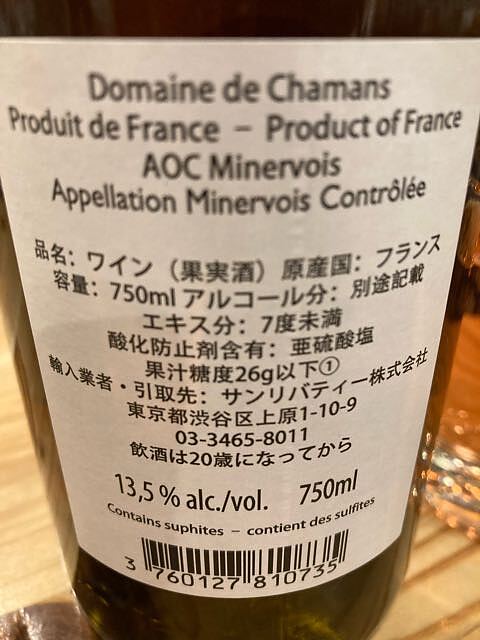 Domaine de Chamans
Produit de France – Product of France
AOC Minervois
Appellation Minervois Contrôlée
品名：ワイン（果実酒）原産国：フランス
容量：750ml アルコール分：別途記載
エキス分：7度未満
酸化防止剤含有：亜硫酸塩
果汁糖度26g以下①
輸入業者・引取先：サンリバティー株式会社
東京都渋谷区上原1-10-9
03-3465-8011
飲酒は20歳になってから
13,5 % alc./vol. 750ml
Contains suphites – contient des sulfites
3 760127 810735